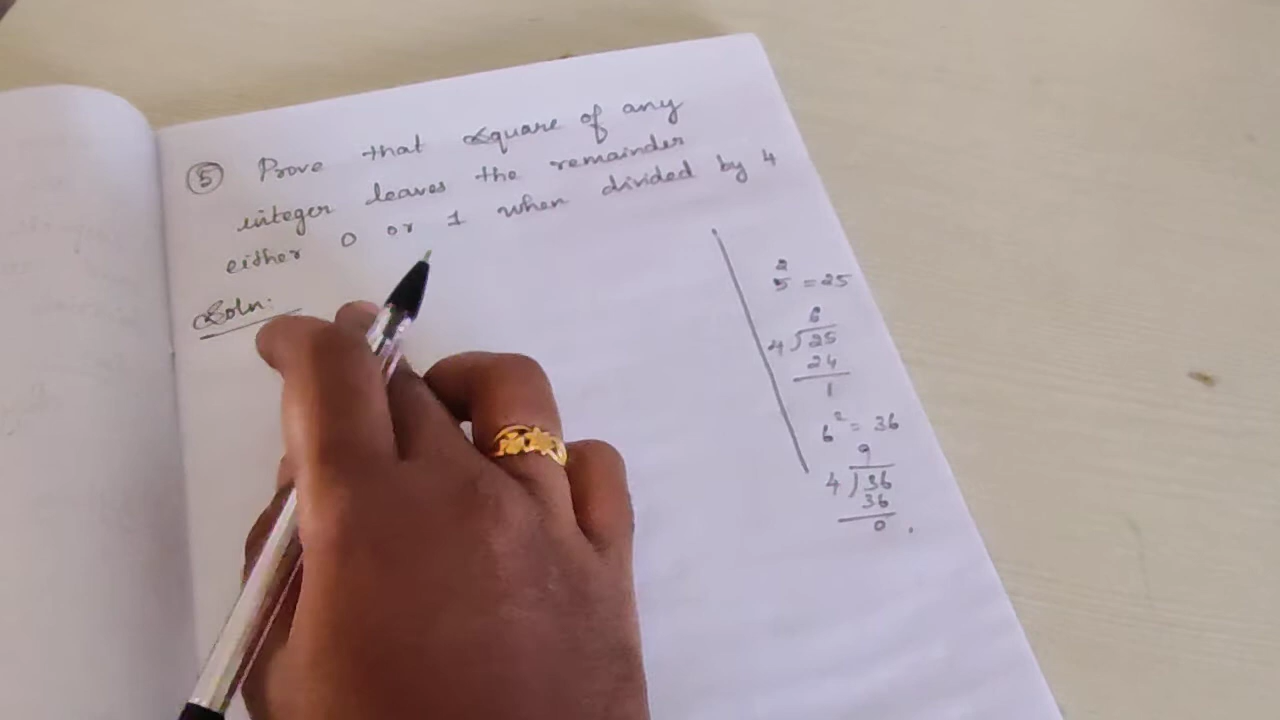 5 Prove that square of any
integer leaves the remainder
either 0 or 1 when divided by 4
Soln:
5² = 25
6
4)25
24
1
6² = 36
9
4)36
36
0.